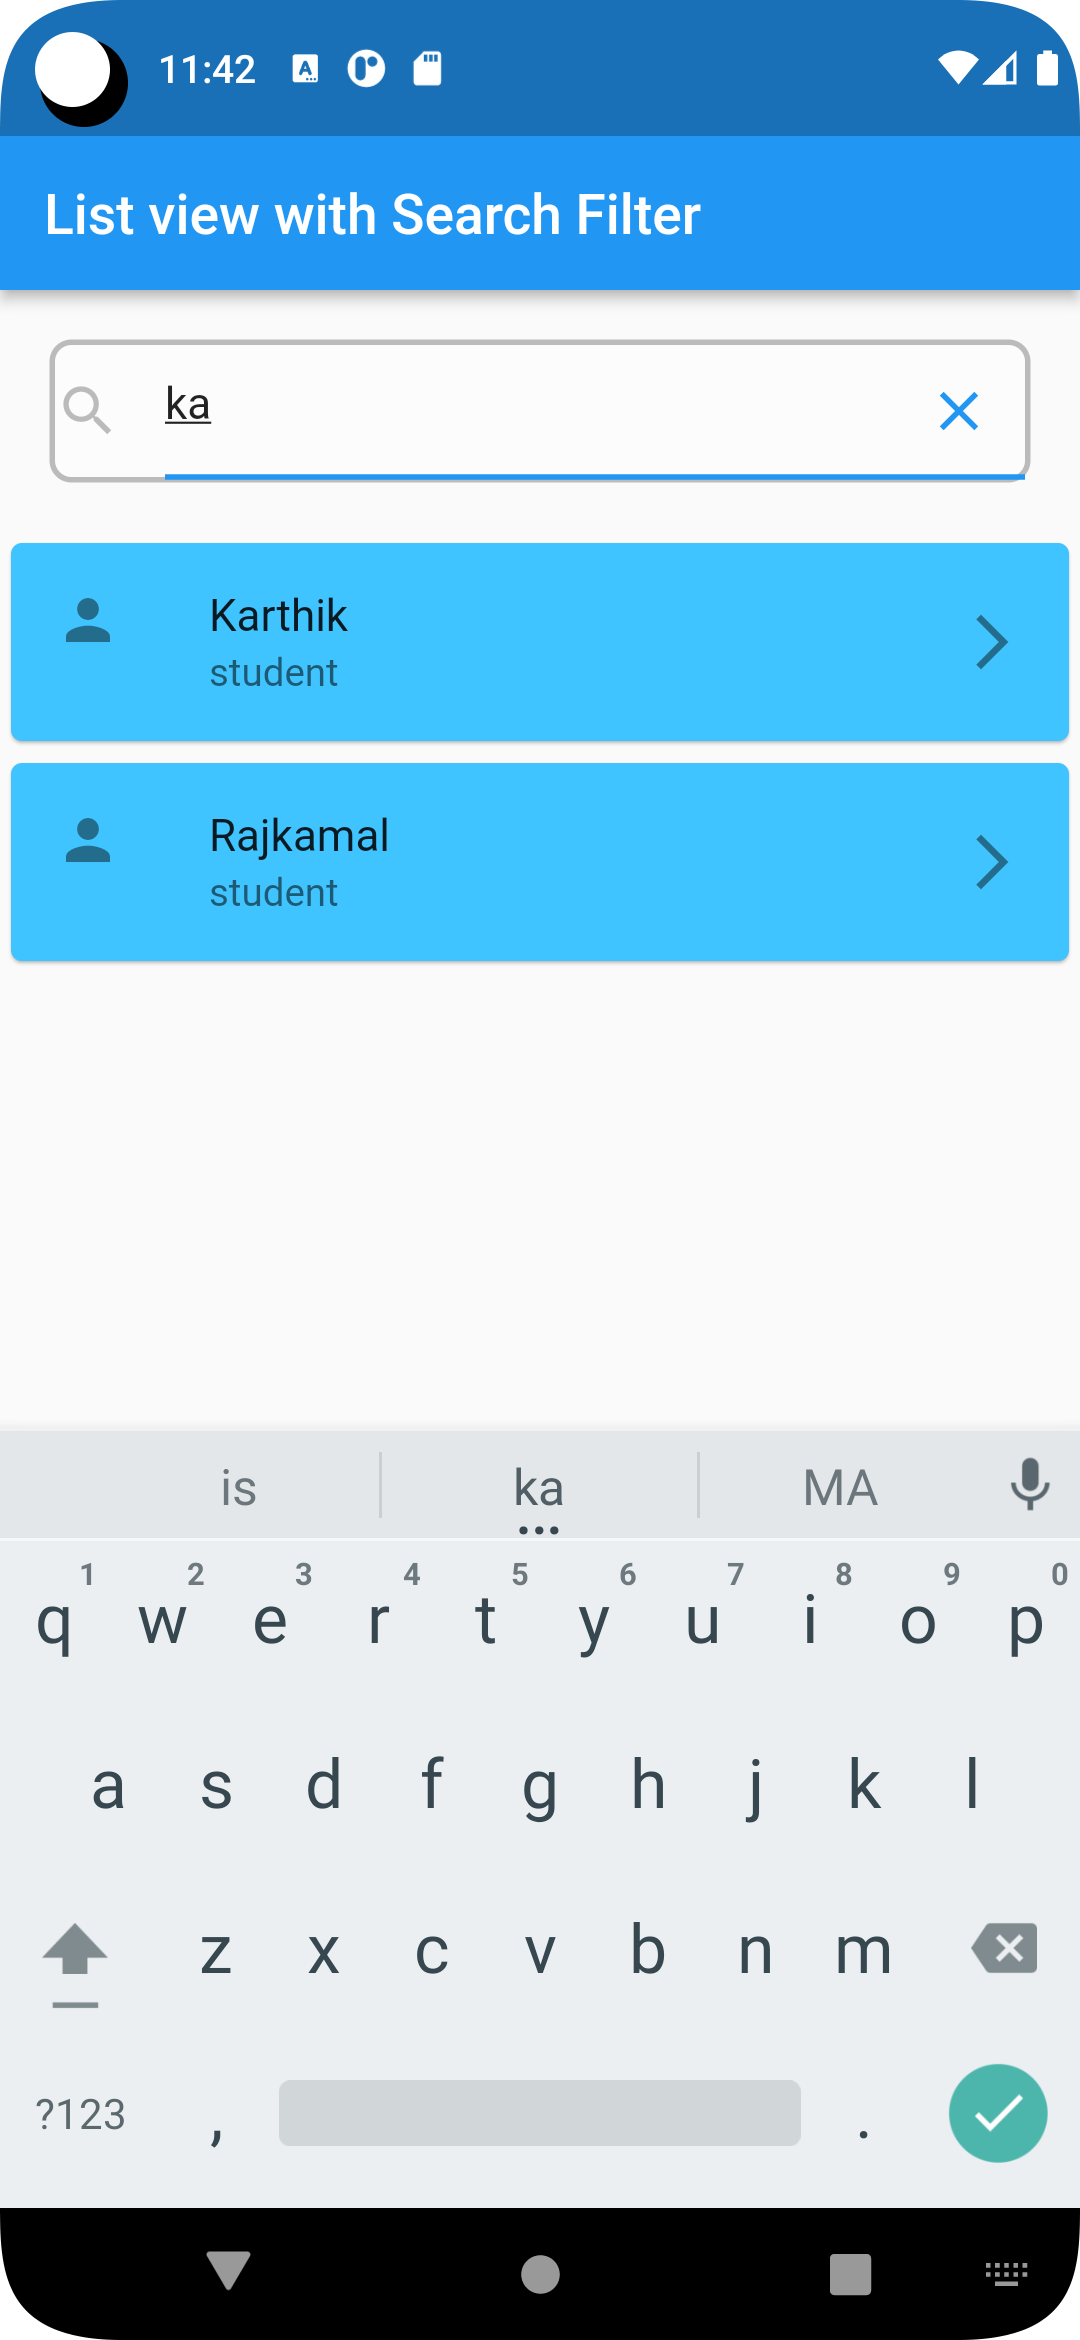 11:42
List view with Search Filter
ka
Karthik
student
Rajkamal
student
is ka MA
1 2 3 4 5 6 7 8 9 0
q w e r t y u i o p
a s d f g h j k l
z x c v b n m
?123 , .